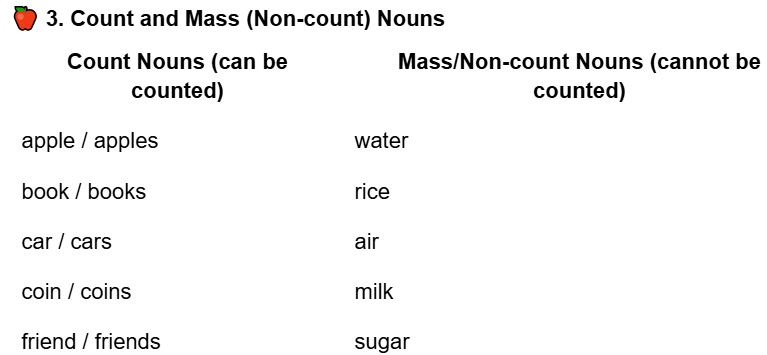 3. Count and Mass (Non-count) Nouns
Count Nouns (can be counted) Mass/Non-count Nouns (cannot be counted)
apple / apples water
book / books rice
car / cars air
coin / coins milk
friend / friends sugar